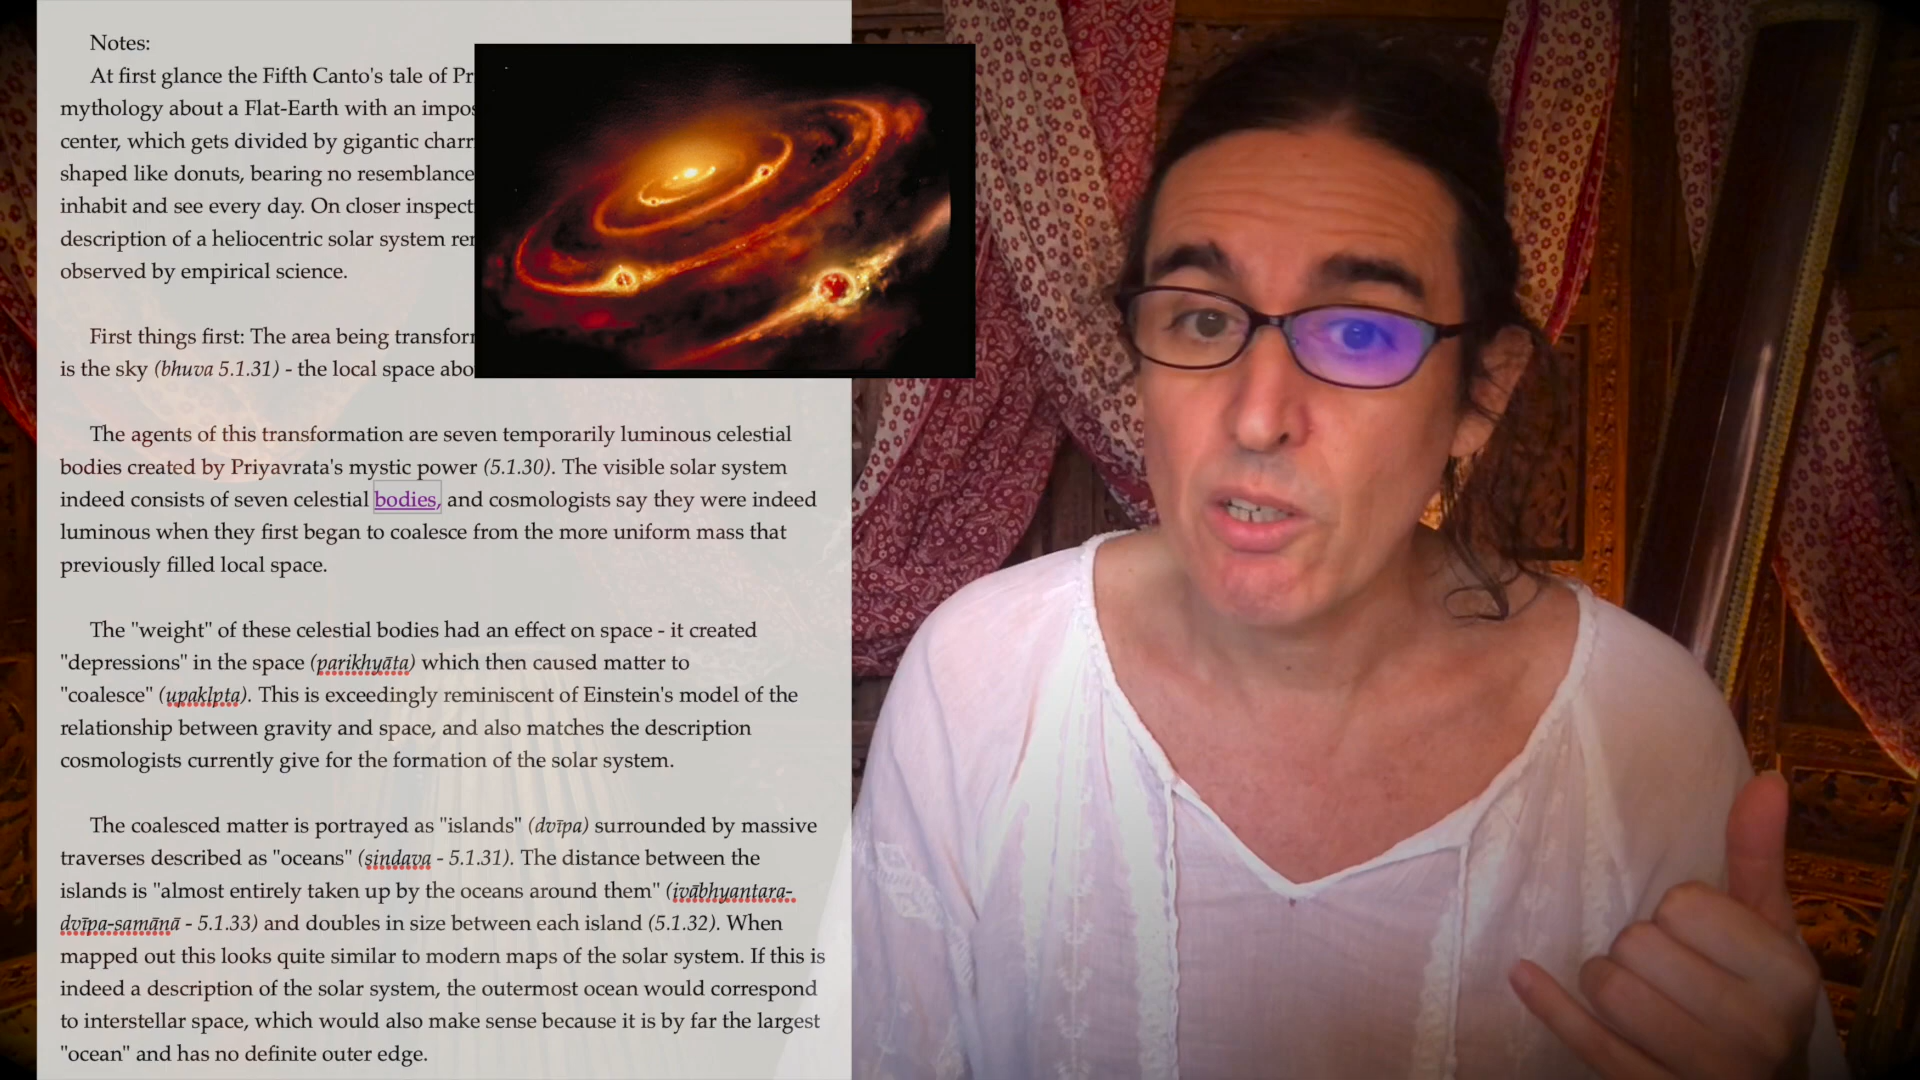 Notes:
At first glance the Fifth Canto's tale of Pr
mythology about a Flat-Earth with an impos
center, which gets divided by gigantic charr
shaped like donuts, bearing no resemblance
inhabit and see every day. On closer inspect
description of a heliocentric solar system rer
observed by empirical science.
First things first: The area being transforr
is the sky (bhuva 5.1.31) - the local space abo
The agents of this transformation are seven temporarily luminous celestial
bodies created by Priyavrata's mystic power (5.1.30). The visible solar system
indeed consists of seven celestial bodies, and cosmologists say they were indeed
luminous when they first began to coalesce from the more uniform mass that
previously filled local space.
The "weight" of these celestial bodies had an effect on space - it created
"depressions" in the space (parikhyāta) which then caused matter to
"coalesce" (upakḷpta). This is exceedingly reminiscent of Einstein's model of the
relationship between gravity and space, and also matches the description
cosmologists currently give for the formation of the solar system.
The coalesced matter is portrayed as "islands" (dvīpa) surrounded by massive
traverses described as "oceans" (sindava - 5.1.31). The distance between the
islands is "almost entirely taken up by the oceans around them" (ivābhyantara-
dvīpa-samānā - 5.1.33) and doubles in size between each island (5.1.32). When
mapped out this looks quite similar to modern maps of the solar system. If this is
indeed a description of the solar system, the outermost ocean would correspond
to interstellar space, which would also make sense because it is by far the largest
"ocean" and has no definite outer edge.